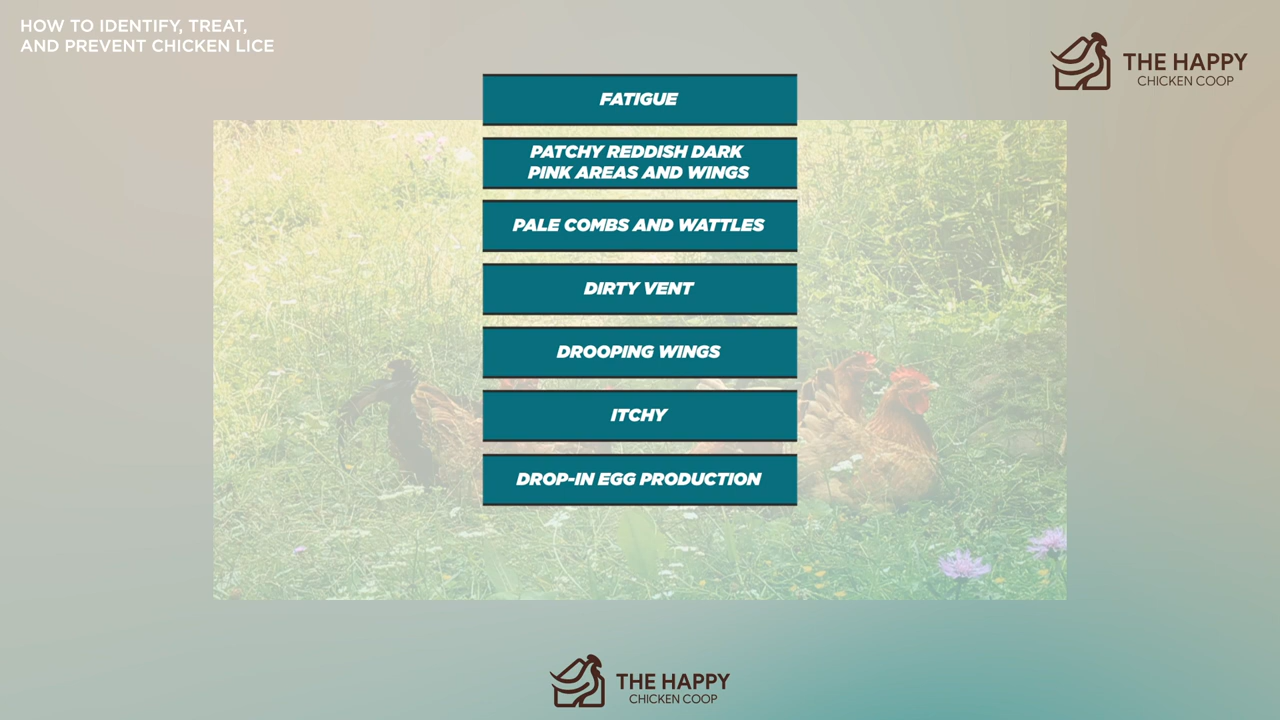 HOW TO IDENTIFY, TREAT,
AND PREVENT CHICKEN LICE
THE HAPPY
CHICKEN COOP
FATIGUE
PATCHY REDDISH DARK
PINK AREAS AND WINGS
PALE COMBS AND WATTLES
DIRTY VENT
DROOPING WINGS
ITCHY
DROP-IN EGG PRODUCTION
THE HAPPY
CHICKEN COOP